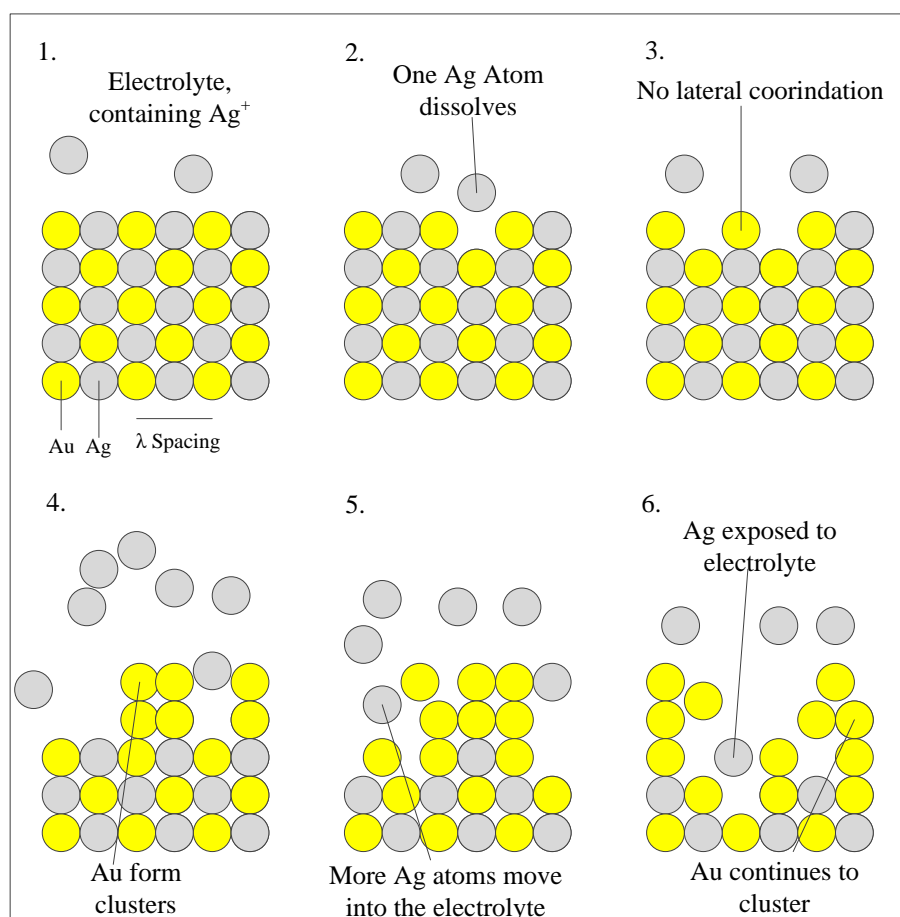 1.
Electrolyte,
containing Ag⁺
2.
One Ag Atom
dissolves
3.
No lateral coorindation
Au
Ag
λ Spacing
4.
Au form
clusters
5.
More Ag atoms move
into the electrolyte
6.
Ag exposed to
electrolyte
Au continues to
cluster